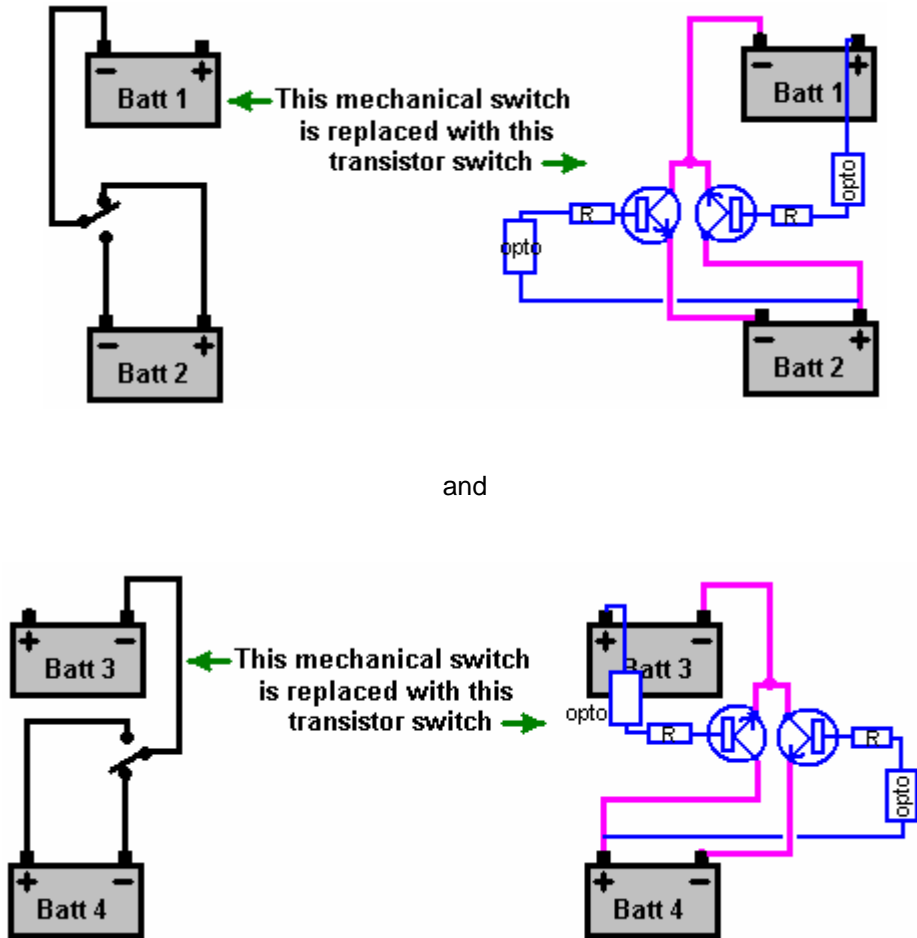 - +
Batt 1
This mechanical switch
is replaced with this
transistor switch
- +
Batt 2
- +
Batt 1
opto
R
R
opto
- +
Batt 2
and
+ -
Batt 3
This mechanical switch
is replaced with this
transistor switch
+ -
Batt 4
+ -
Batt 3
opto
R
R
opto
+ -
Batt 4